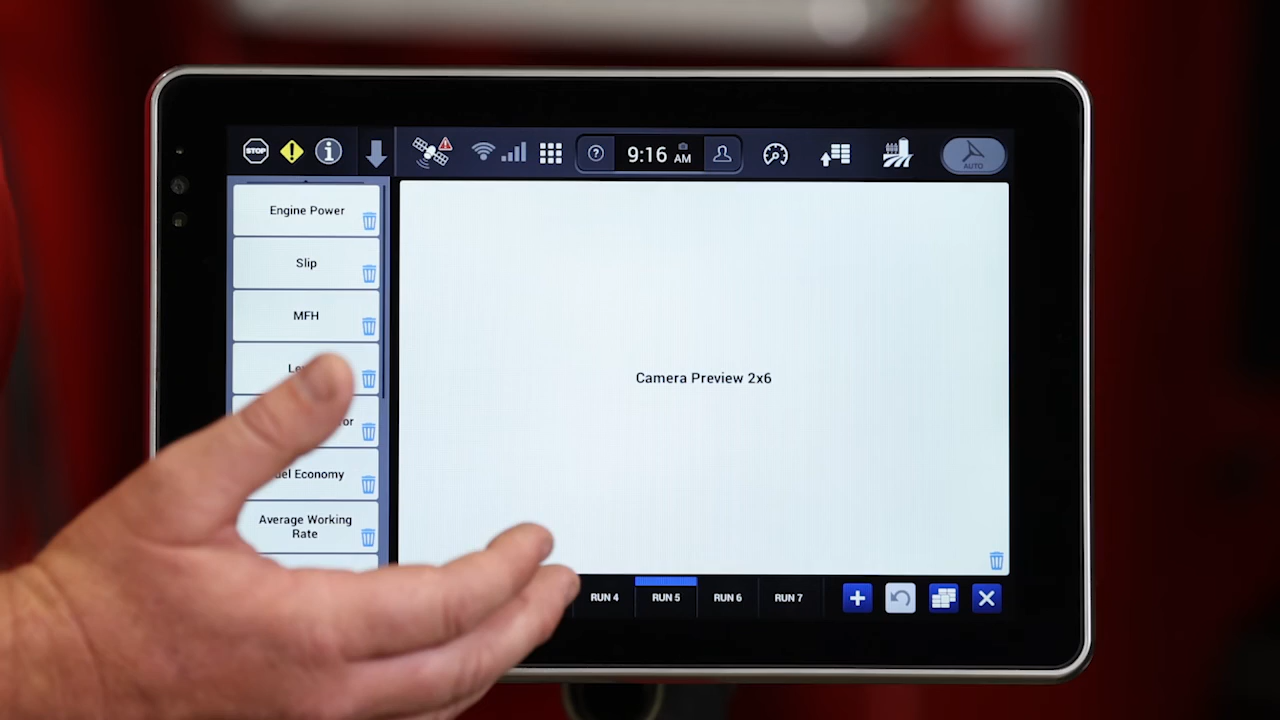 STOP
9:16 AM
AUTO
Engine Power
Slip
MFH
Camera Preview 2x6
Economy
Average Working
Rate
RUN 4
RUN 5
RUN 6
RUN 7